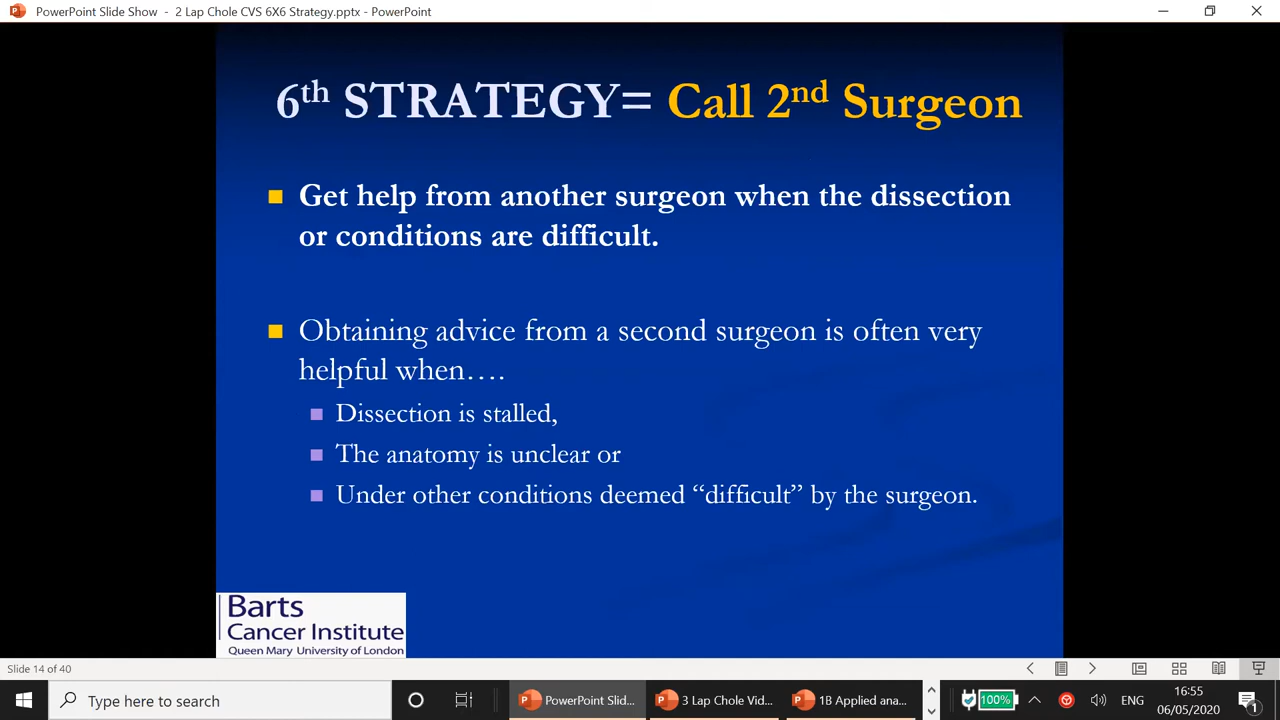 PowerPoint Slide Show - 2 Lap Chole CVS 6X6 Strategy.pptx - PowerPoint
6th STRATEGY= Call 2nd Surgeon
Get help from another surgeon when the dissection
or conditions are difficult.
Obtaining advice from a second surgeon is often very
helpful when….
Dissection is stalled,
The anatomy is unclear or
Under other conditions deemed “difficult” by the surgeon.
Barts
Cancer Institute
Queen Mary University of London
Slide 14 of 40
Type here to search
PowerPoint Slid...
3 Lap Chole Vid...
1B Applied ana...
100%
ENG
16:55
06/05/2020
1